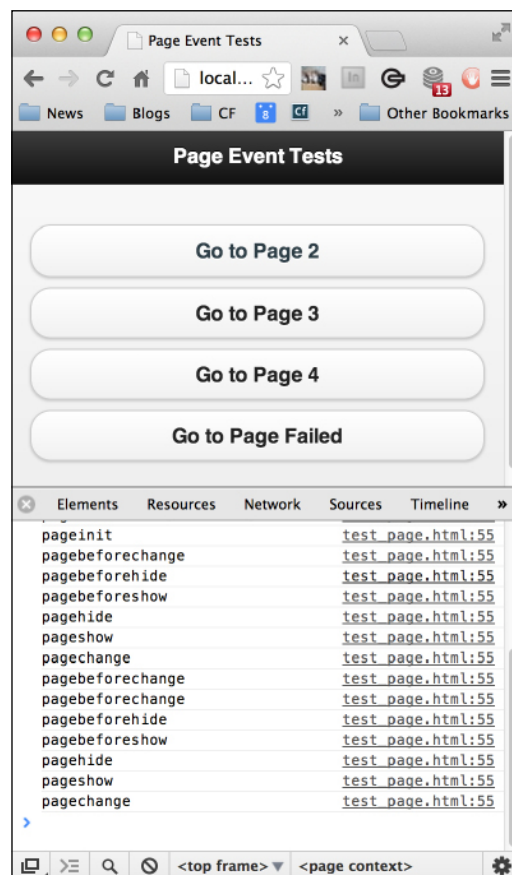 Page Event Tests
local...
in
13
News Blogs CF 8 Cf » Other Bookmarks
Page Event Tests
Go to Page 2
Go to Page 3
Go to Page 4
Go to Page Failed
Elements Resources Network Sources Timeline »
pageinit test_page.html:55
pagebeforechange test_page.html:55
pagebeforehide test_page.html:55
pagebeforeshow test_page.html:55
pagehide test_page.html:55
pageshow test_page.html:55
pagechange test_page.html:55
pagebeforechange test_page.html:55
pagebeforechange test_page.html:55
pagebeforehide test_page.html:55
pagebeforeshow test_page.html:55
pagehide test_page.html:55
pageshow test_page.html:55
pagechange test_page.html:55
>
<top frame> ▼ <page context>